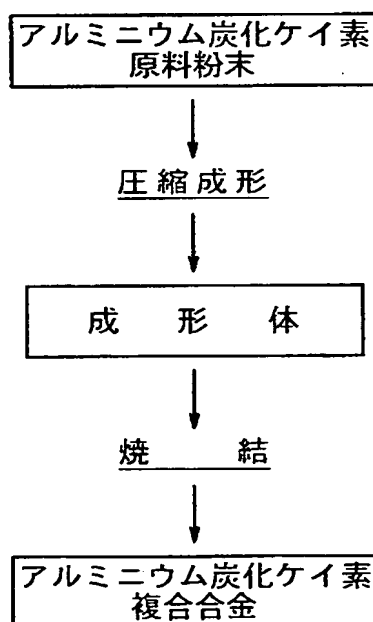 アルミニウム炭化ケイ素
原料粉末
圧縮成形
成形体
焼結
アルミニウム炭化ケイ素
複合合金